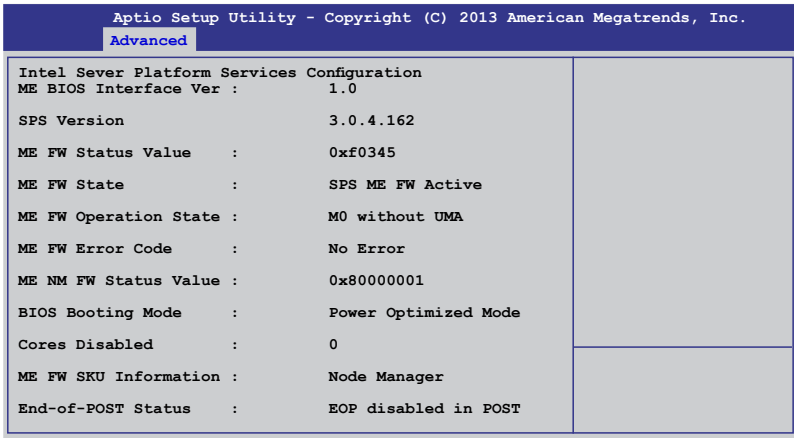 Aptio Setup Utility - Copyright (C) 2013 American Megatrends, Inc.
Advanced
Intel Sever Platform Services Configuration
ME BIOS Interface Ver : 1.0
SPS Version 3.0.4.162
ME FW Status Value : 0xf0345
ME FW State : SPS ME FW Active
ME FW Operation State : M0 without UMA
ME FW Error Code : No Error
ME NM FW Status Value : 0x80000001
BIOS Booting Mode : Power Optimized Mode
Cores Disabled : 0
ME FW SKU Information : Node Manager
End-of-POST Status : EOP disabled in POST